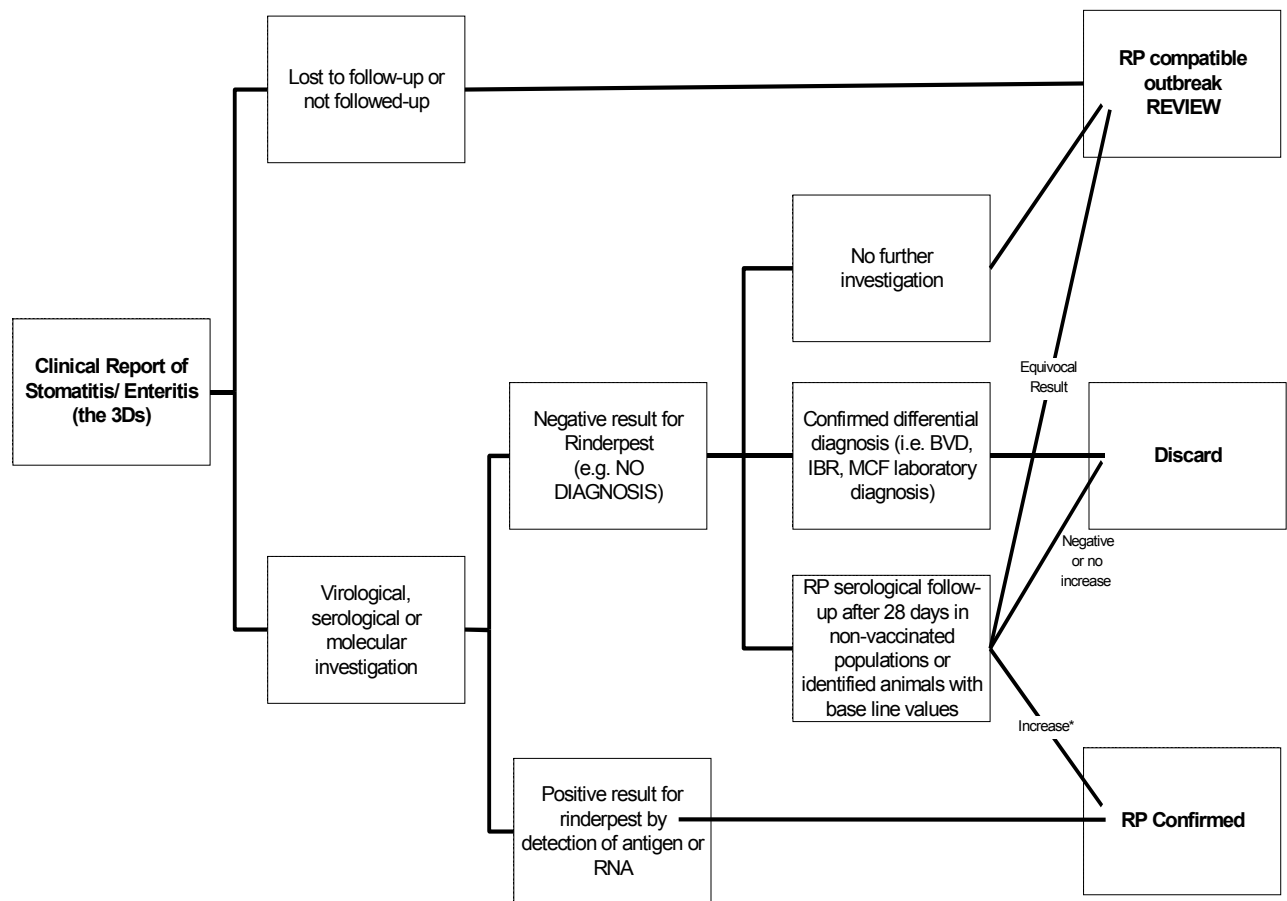 Lost to follow-up or
not followed-up
RP compatible
outbreak
REVIEW
No further
investigation
Clinical Report of
Stomatitis/ Enteritis
(the 3Ds)
Equivocal
Result
Negative result for
Rinderpest
(e.g. NO
DIAGNOSIS)
Confirmed differential
diagnosis (i.e. BVD,
IBR, MCF laboratory
diagnosis)
Discard
Negative
or no
increase
Virological,
serological or
molecular
investigation
RP serological follow-
up after 28 days in
non-vaccinated
populations or
identified animals with
base line values
Increase*
Positive result for
rinderpest by
detection of antigen or
RNA
RP Confirmed